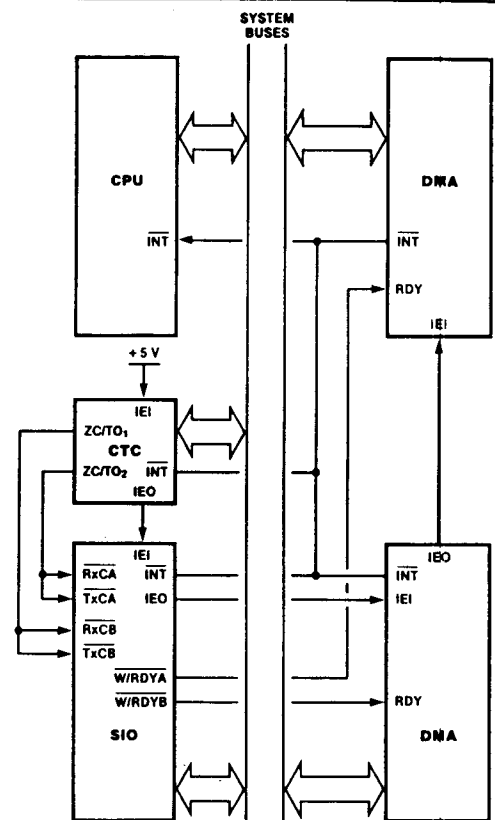 SYSTEM
BUSES
CPU
INT
DMA
INT
RDY
IEI
+ 5 V
IEI
ZC/TO1
CTC
ZC/TO2
INT
IEO
IEI
RxCA
INT
TxCA
IEO
RxCB
TxCB
W/RDYA
W/RDYB
SIO
IEO
INT
IEI
RDY
DMA